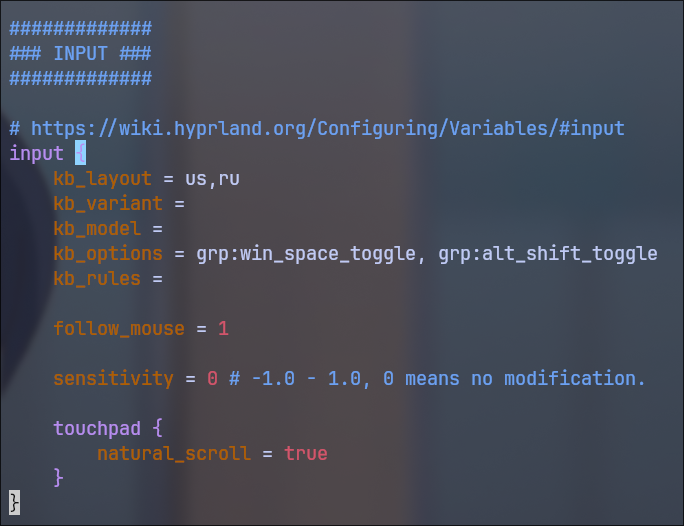 #############
### INPUT ###
#############
# https://wiki.hyprland.org/Configuring/Variables/#input
input {
    kb_layout = us,ru
    kb_variant =
    kb_model =
    kb_options = grp:win_space_toggle, grp:alt_shift_toggle
    kb_rules =
    follow_mouse = 1
    sensitivity = 0 # -1.0 - 1.0, 0 means no modification.
    touchpad {
        natural_scroll = true
    }
}